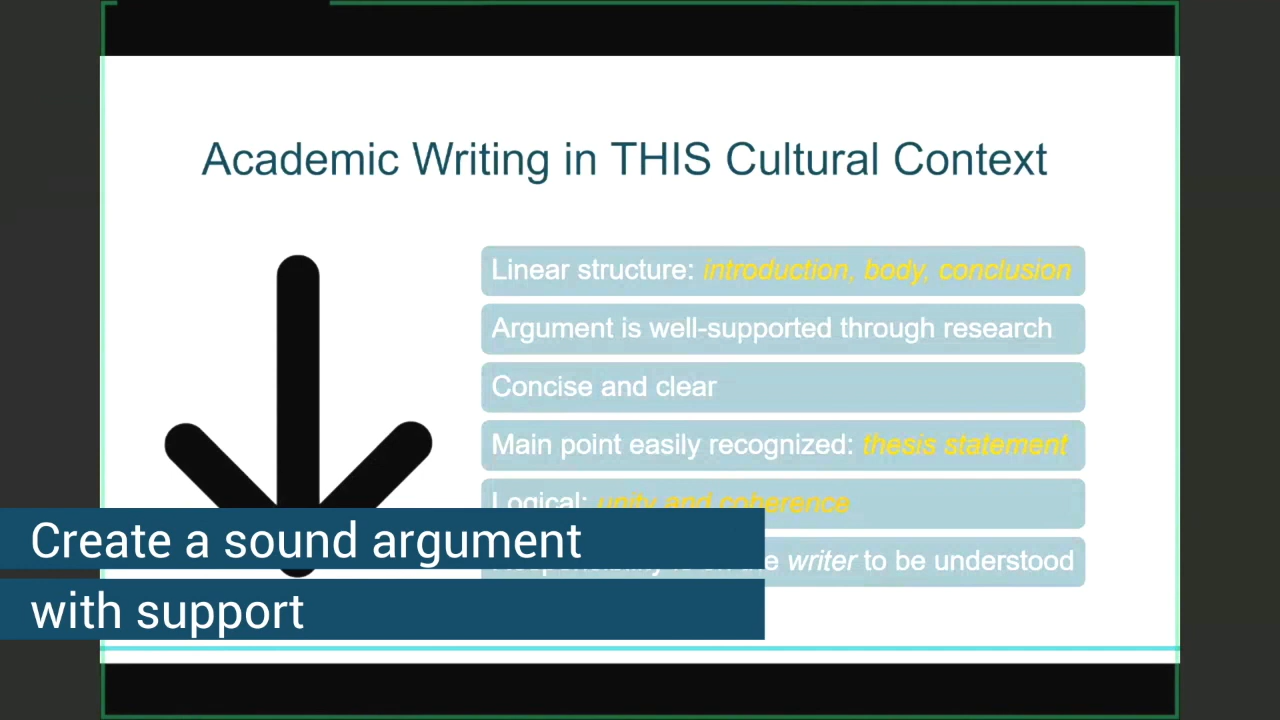 Academic Writing in THIS Cultural Context
Linear structure: introduction, body, conclusion
Argument is well-supported through research
Concise and clear
Main point easily recognized: thesis statement
Logical: unity and coherence
writer to be understood
Create a sound argument
with support